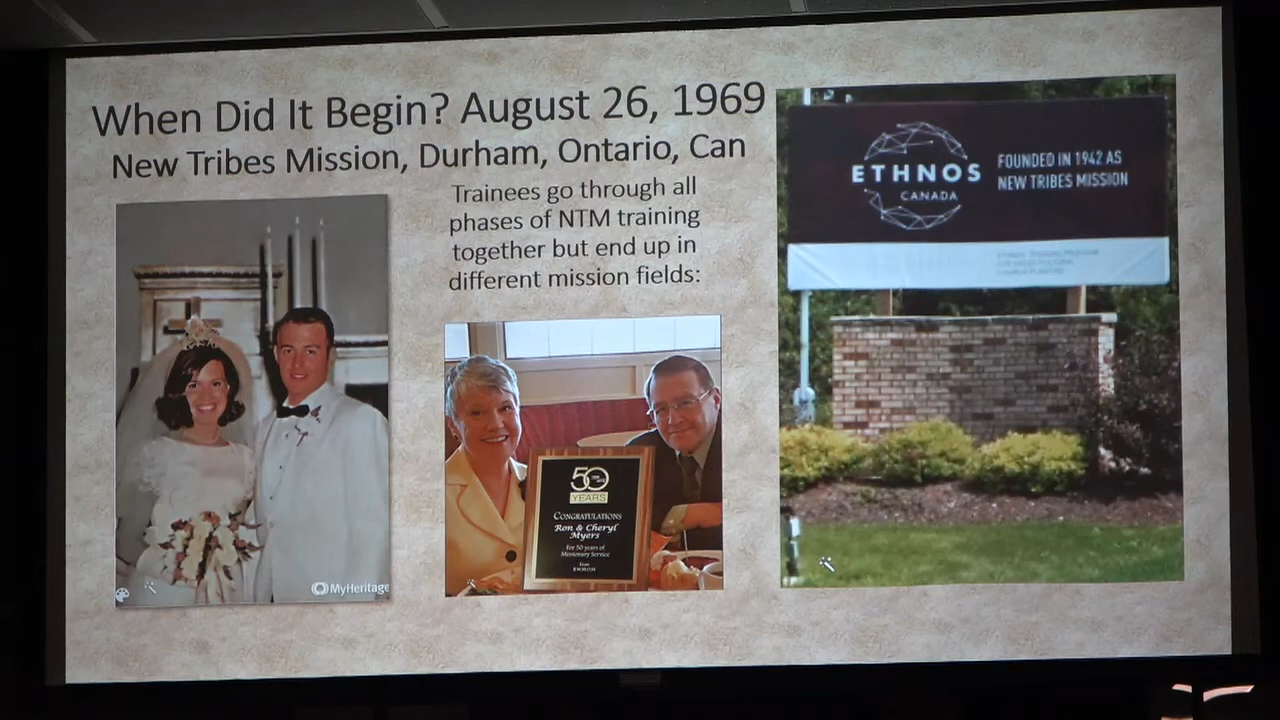 When Did It Begin? August 26, 1969
New Tribes Mission, Durham, Ontario, Can
Trainees go through all
phases of NTM training
together but end up in
different mission fields:
MyHeritage
50
YEARS
CONGRATULATIONS
Ron & Cheryl
Myers
For 50 years of
Missionary Service
From
ETHNOS
CANADA
FOUNDED IN 1942 AS
NEW TRIBES MISSION